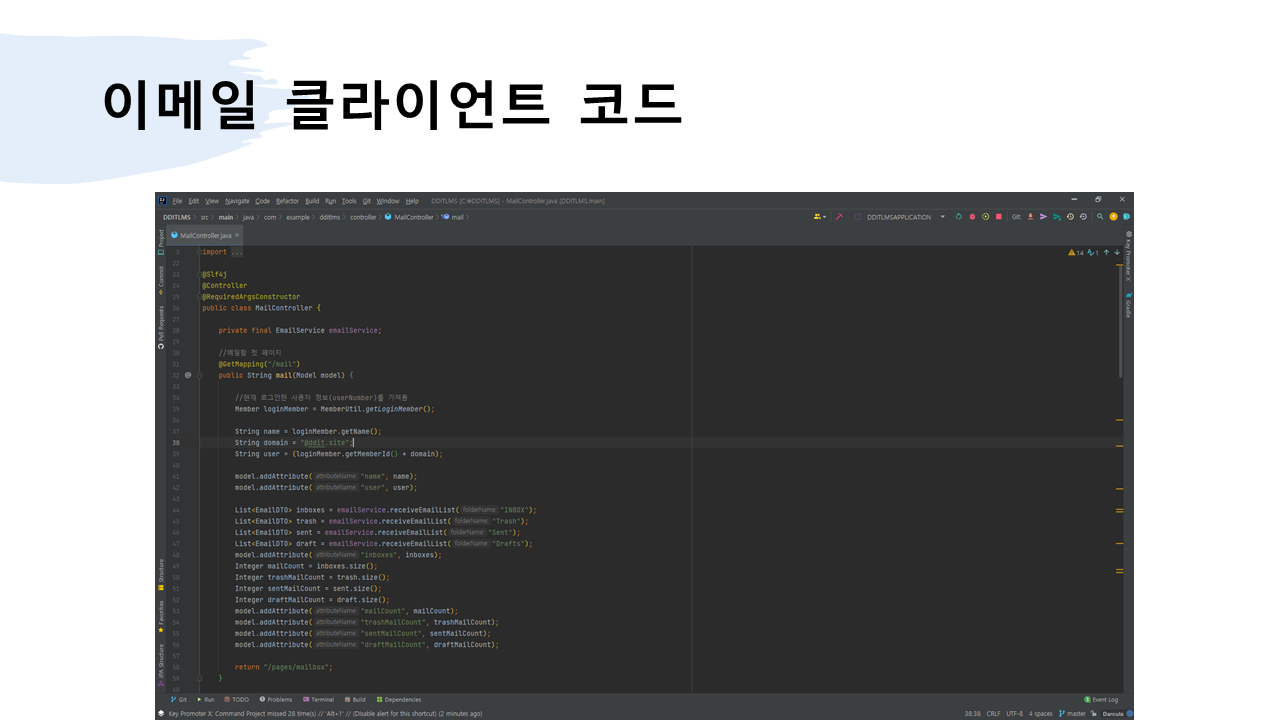 이메일 클라이언트 코드
File Edit View Navigate Code Refactor Build Run Tools Git Window Help DDITLMS [C:\DDITLMS] - MailController.java [DDITLMS.main]
DDITLMS src main java com example dditlms controller MailController mail DDITLMSAPPLICATION Git:
MailController.java
Project
Commit
Pull Requests
Structure
Favorites
JPA Structure
Key Promoter X
Gradle
14 1
1 import ...
22
23 @Slf4j
24 @Controller
25 @RequiredArgsConstructor
26 public class MailController {
27
28 private final EmailService emailService;
29
30 //메일함 첫 페이지
31 @GetMapping("/mail")
32 public String mail(Model model) {
33
34 //현재 로그인한 사용자 정보(userNumber)를 가져옴
35 Member loginMember = MemberUtil.getLoginMember();
36
37 String name = loginMember.getName();
38 String domain = "@ddit.site";
39 String user = (loginMember.getMemberId() + domain);
40
41 model.addAttribute( attributeName: "name", name);
42 model.addAttribute( attributeName: "user", user);
43
44 List<EmailDTO> inboxes = emailService.receiveEmailList( folderName: "INBOX");
45 List<EmailDTO> trash = emailService.receiveEmailList( folderName: "Trash");
46 List<EmailDTO> sent = emailService.receiveEmailList( folderName: "Sent");
47 List<EmailDTO> draft = emailService.receiveEmailList( folderName: "Drafts");
48 model.addAttribute( attributeName: "inboxes", inboxes);
49 Integer mailCount = inboxes.size();
50 Integer trashMailCount = trash.size();
51 Integer sentMailCount = sent.size();
52 Integer draftMailCount = draft.size();
53 model.addAttribute( attributeName: "mailCount", mailCount);
54 model.addAttribute( attributeName: "trashMailCount", trashMailCount);
55 model.addAttribute( attributeName: "sentMailCount", sentMailCount);
56 model.addAttribute( attributeName: "draftMailCount", draftMailCount);
57
58 return "/pages/mailbox";
59 }
60
Git Run TODO Problems Terminal Build Dependencies 3 Event Log
Key Promoter X: Command Project missed 28 time(s) // 'Alt+1' // (Disable alert for this shortcut) (2 minutes ago) 38:38 CRLF UTF-8 4 spaces master Darcula